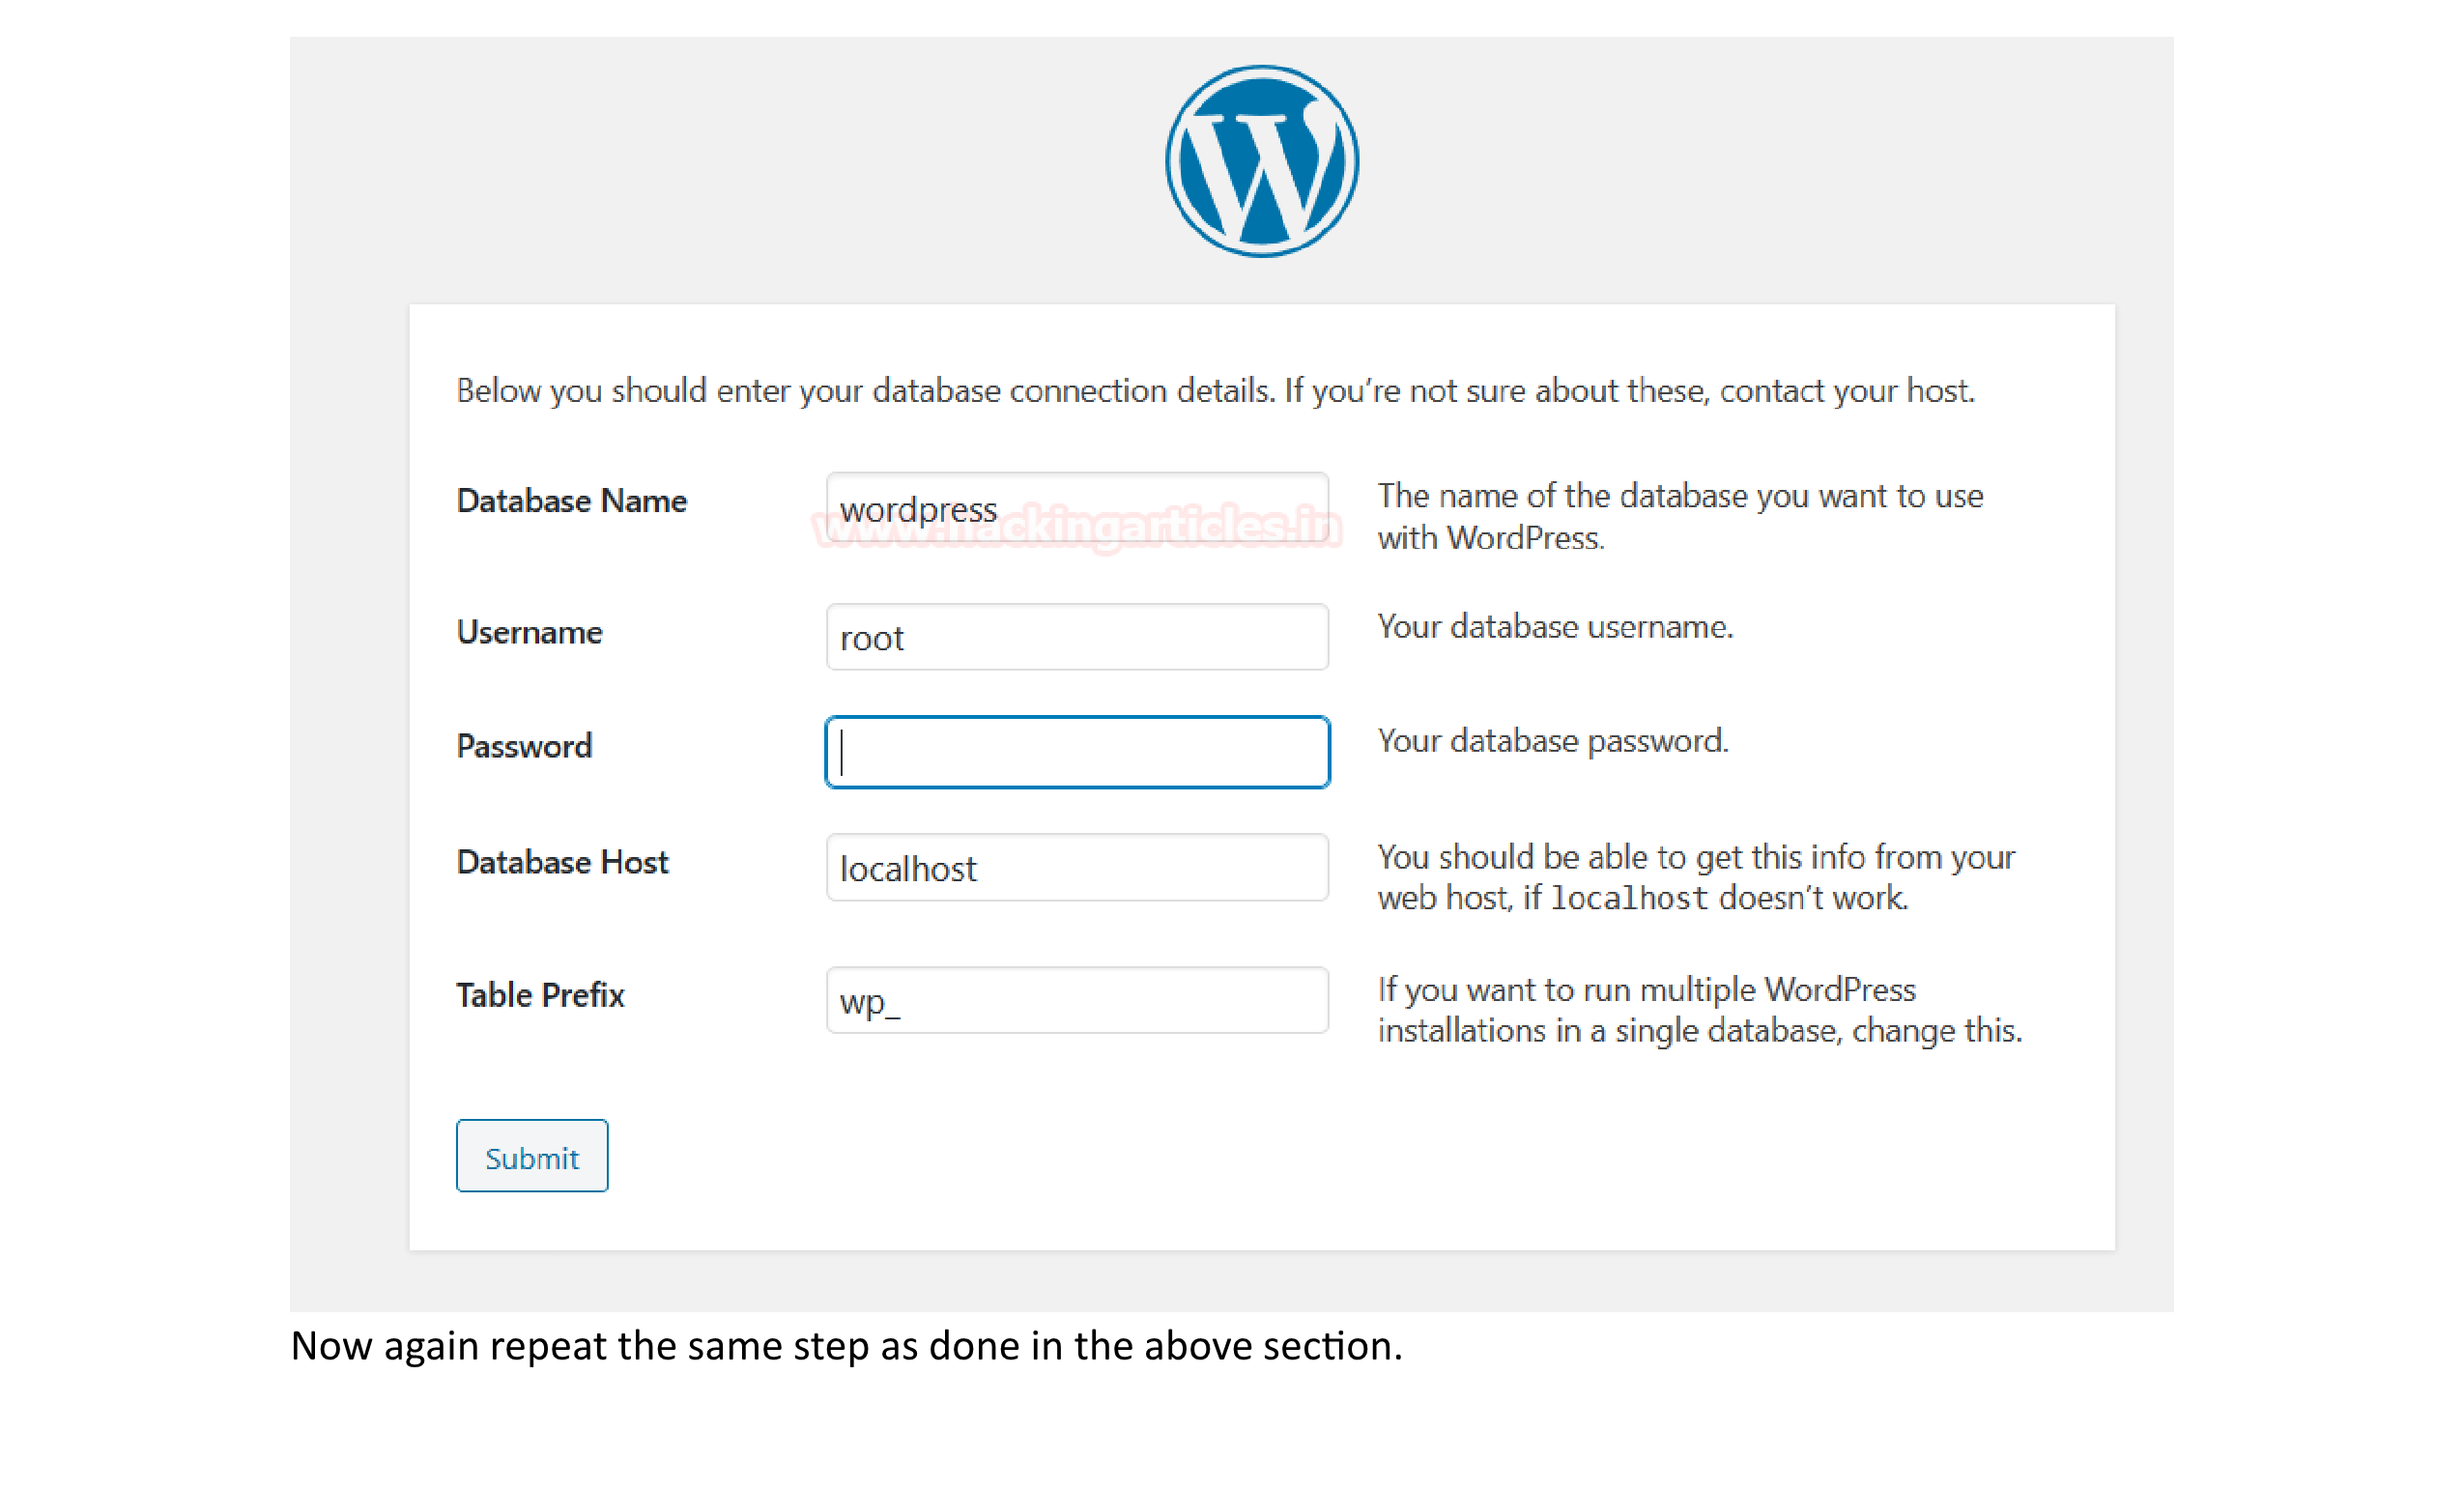 Below you should enter your database connection details. If you’re not sure about these, contact your host.
Database Name
wordpress
www.hackingarticles.in
The name of the database you want to use
with WordPress.
Username
root
Your database username.
Password
Your database password.
Database Host
localhost
You should be able to get this info from your
web host, if localhost doesn’t work.
Table Prefix
wp_
If you want to run multiple WordPress
installations in a single database, change this.
Submit
Now again repeat the same step as done in the above section.